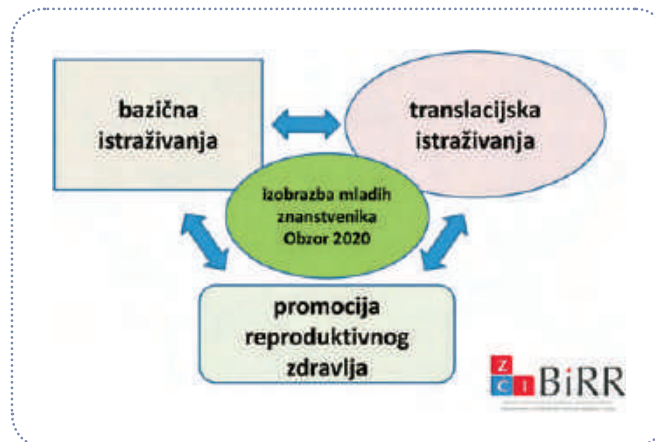 bazična
istraživanja
translacijska
istraživanja
izobrazba mladih
znanstvenika
Obzor 2020
promocija
reproduktivnog
zdravlja
Z
C I BiRR